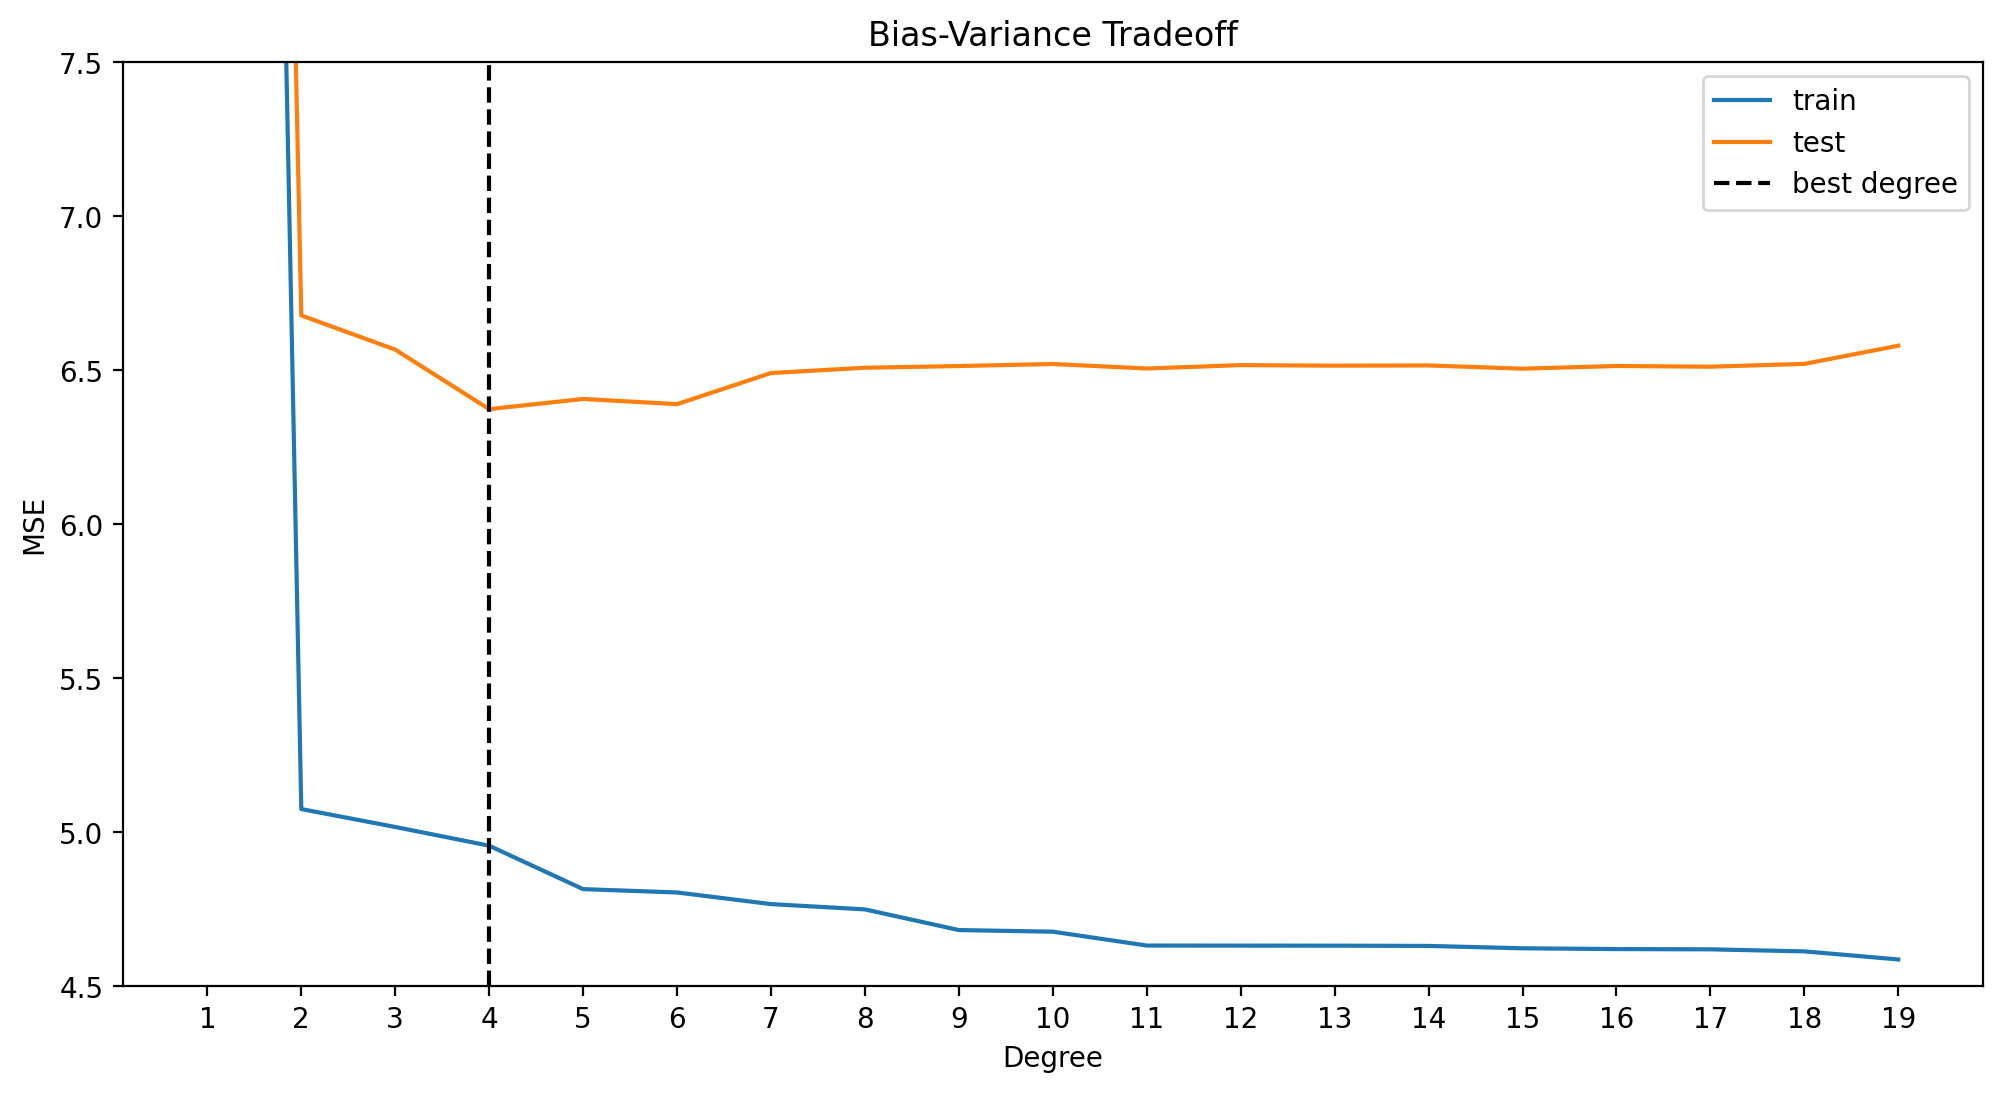 Bias-Variance Tradeoff
7.5
7.0
6.5
6.0
5.5
5.0
4.5
MSE
train
test
best degree
1 2 3 4 5 6 7 8 9 10 11 12 13 14 15 16 17 18 19
Degree